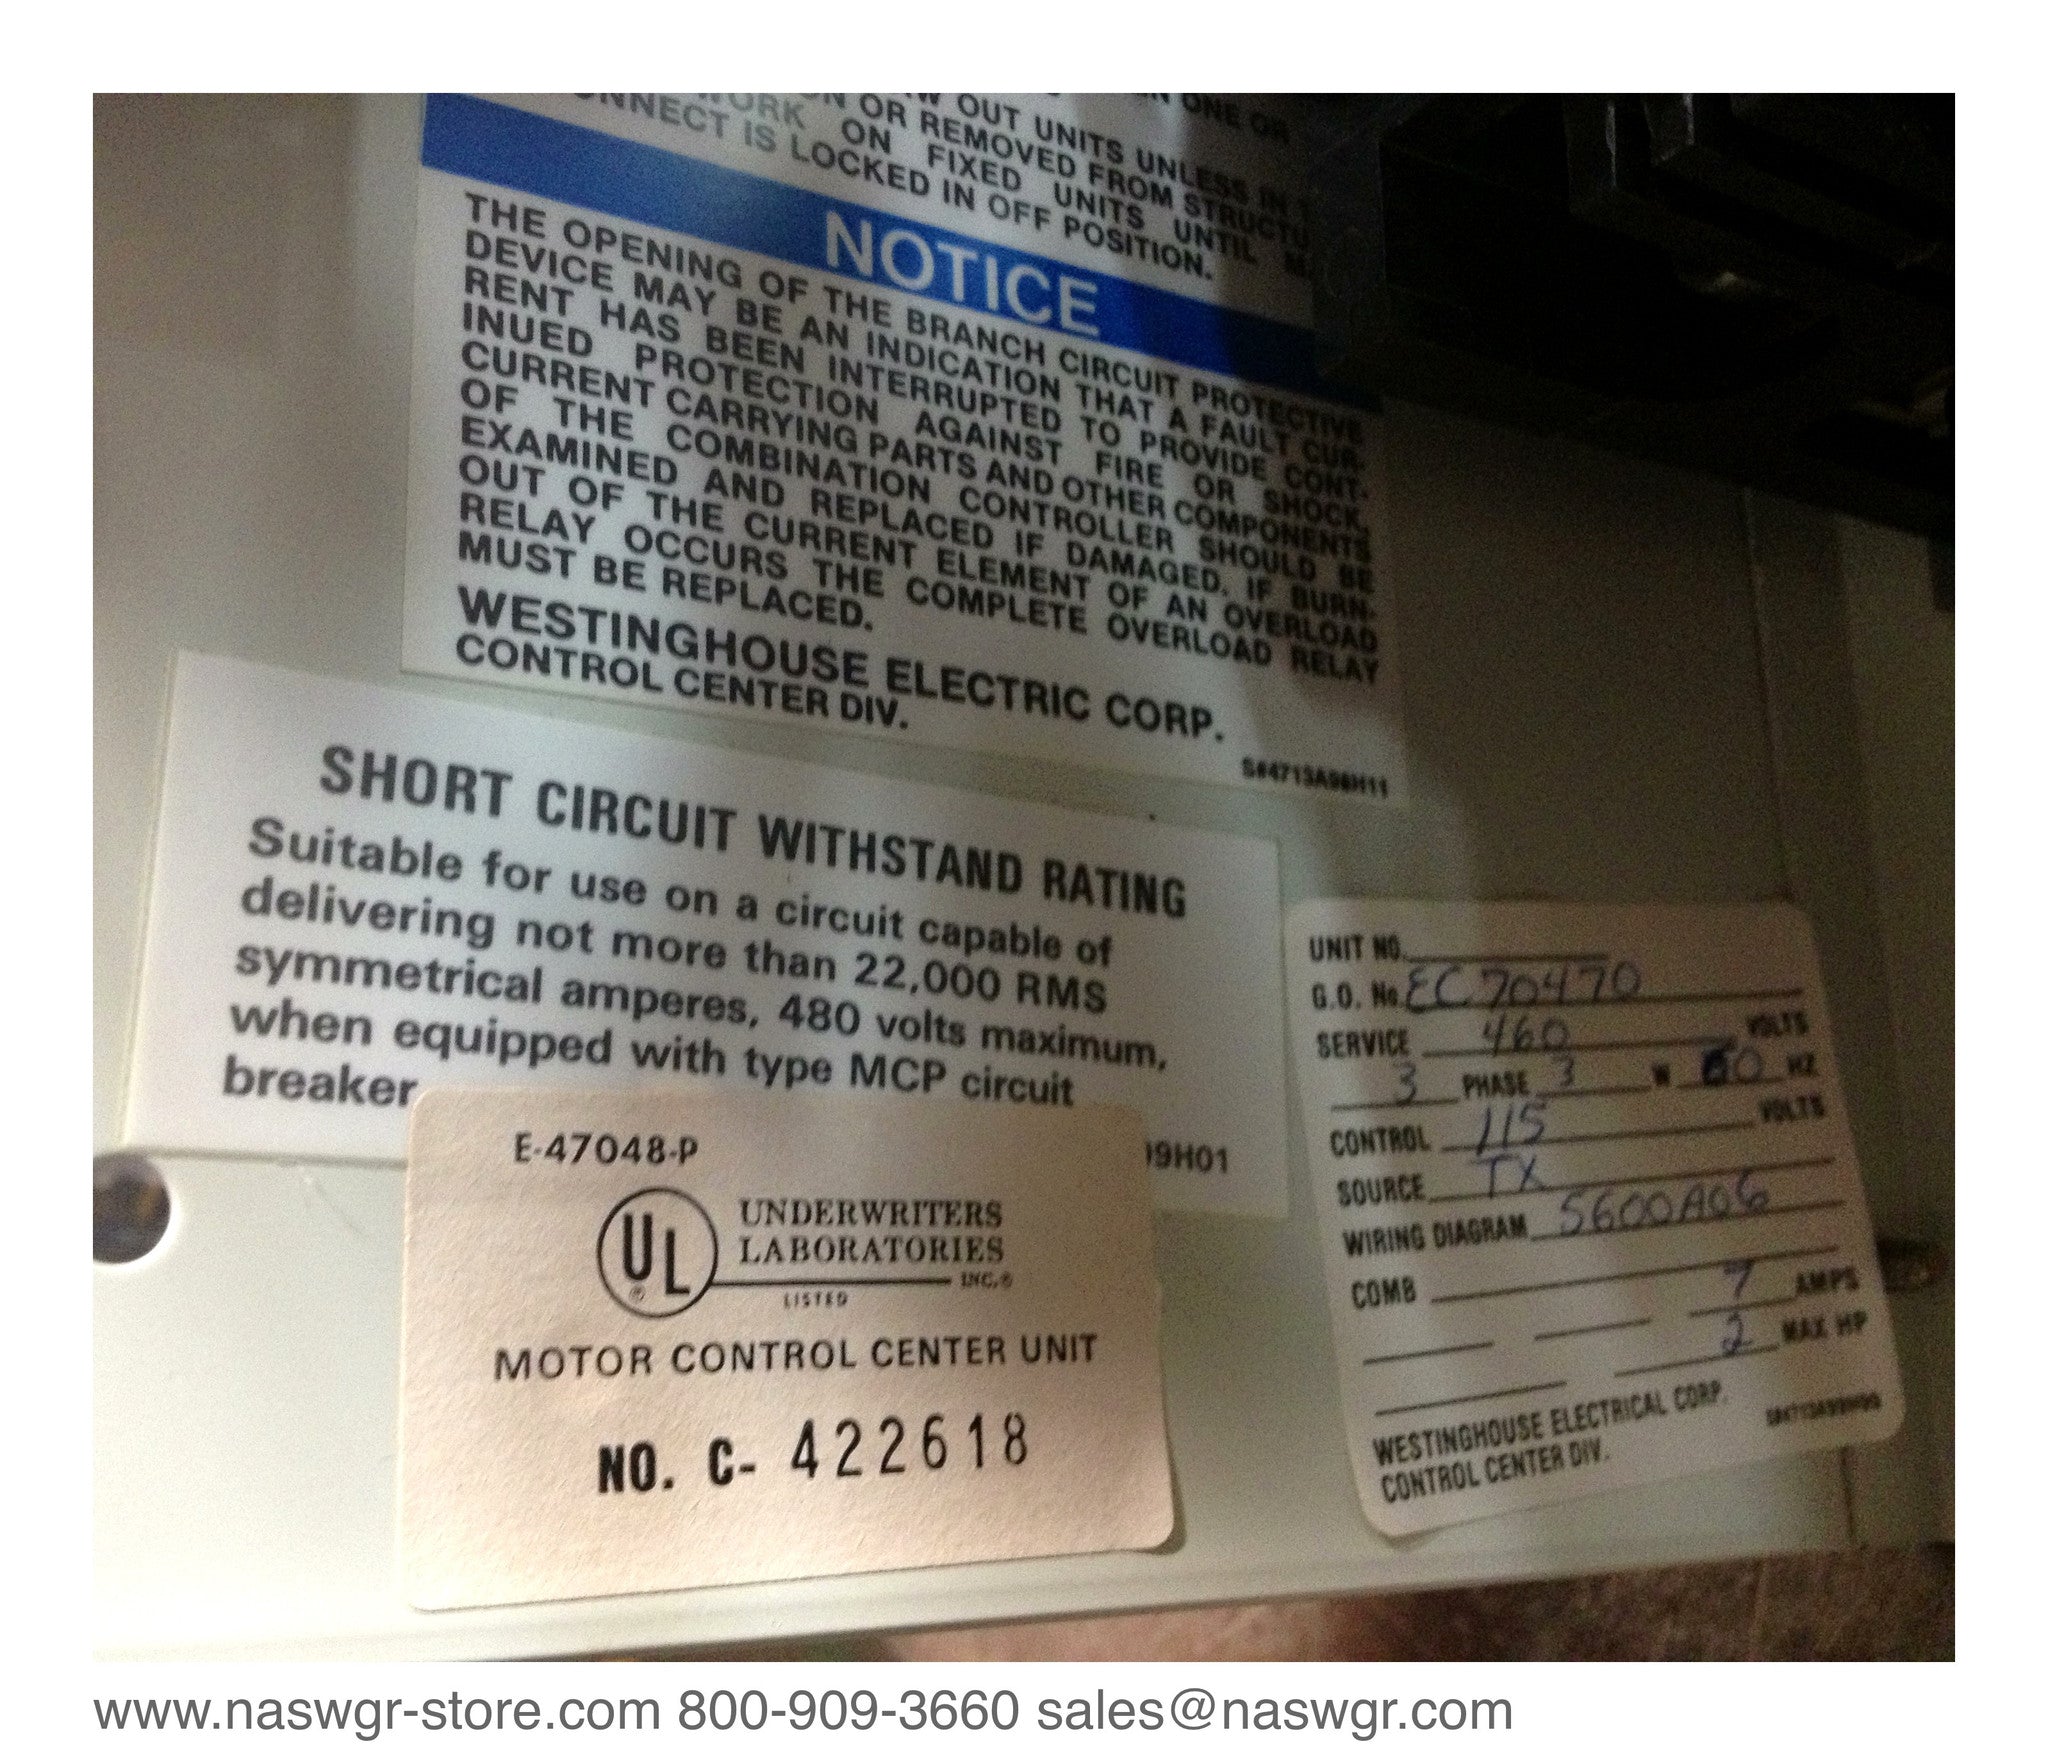 OUT UNITS UNLESS IN
OR REMOVED FROM STRUCTU
WORK ON FIXED UNITS UNTIL
IS LOCKED IN OFF POSITION.
NOTICE
THE OPENING OF THE BRANCH CIRCUIT PROTECTIVE
DEVICE MAY BE AN INDICATION THAT A FAULT CUR-
RENT HAS BEEN INTERRUPTED TO PROVIDE CONT-
INUED PROTECTION AGAINST FIRE OR SHOCK,
CURRENT CARRYING PARTS AND OTHER COMPONENTS
OF THE COMBINATION CONTROLLER SHOULD BE
EXAMINED AND REPLACED IF DAMAGED. IF BURN-
OUT OF THE CURRENT ELEMENT OF AN OVERLOAD
RELAY OCCURS THE COMPLETE OVERLOAD RELAY
MUST BE REPLACED.
WESTINGHOUSE ELECTRIC CORP.
CONTROL CENTER DIV.
SHORT CIRCUIT WITHSTAND RATING
Suitable for use on a circuit capable of
delivering not more than 22,000 RMS
symmetrical amperes, 480 volts maximum,
when equipped with type MCP circuit
breaker
9H01
E-47048-P
UL
UNDERWRITERS
LABORATORIES
INC.®
LISTED
MOTOR CONTROL CENTER UNIT
NO. C- 422618
UNIT NO.
G.O. No. EC70470
SERVICE 460 VOLTS
3 PHASE 3 W 60 HZ
CONTROL 115 VOLTS
SOURCE TX
WIRING DIAGRAM 5600A06
COMB 7 AMPS
2 MAX HP
WESTINGHOUSE ELECTRICAL CORP.
CONTROL CENTER DIV.
www.naswgr-store.com 800-909-3660 sales@naswgr.com